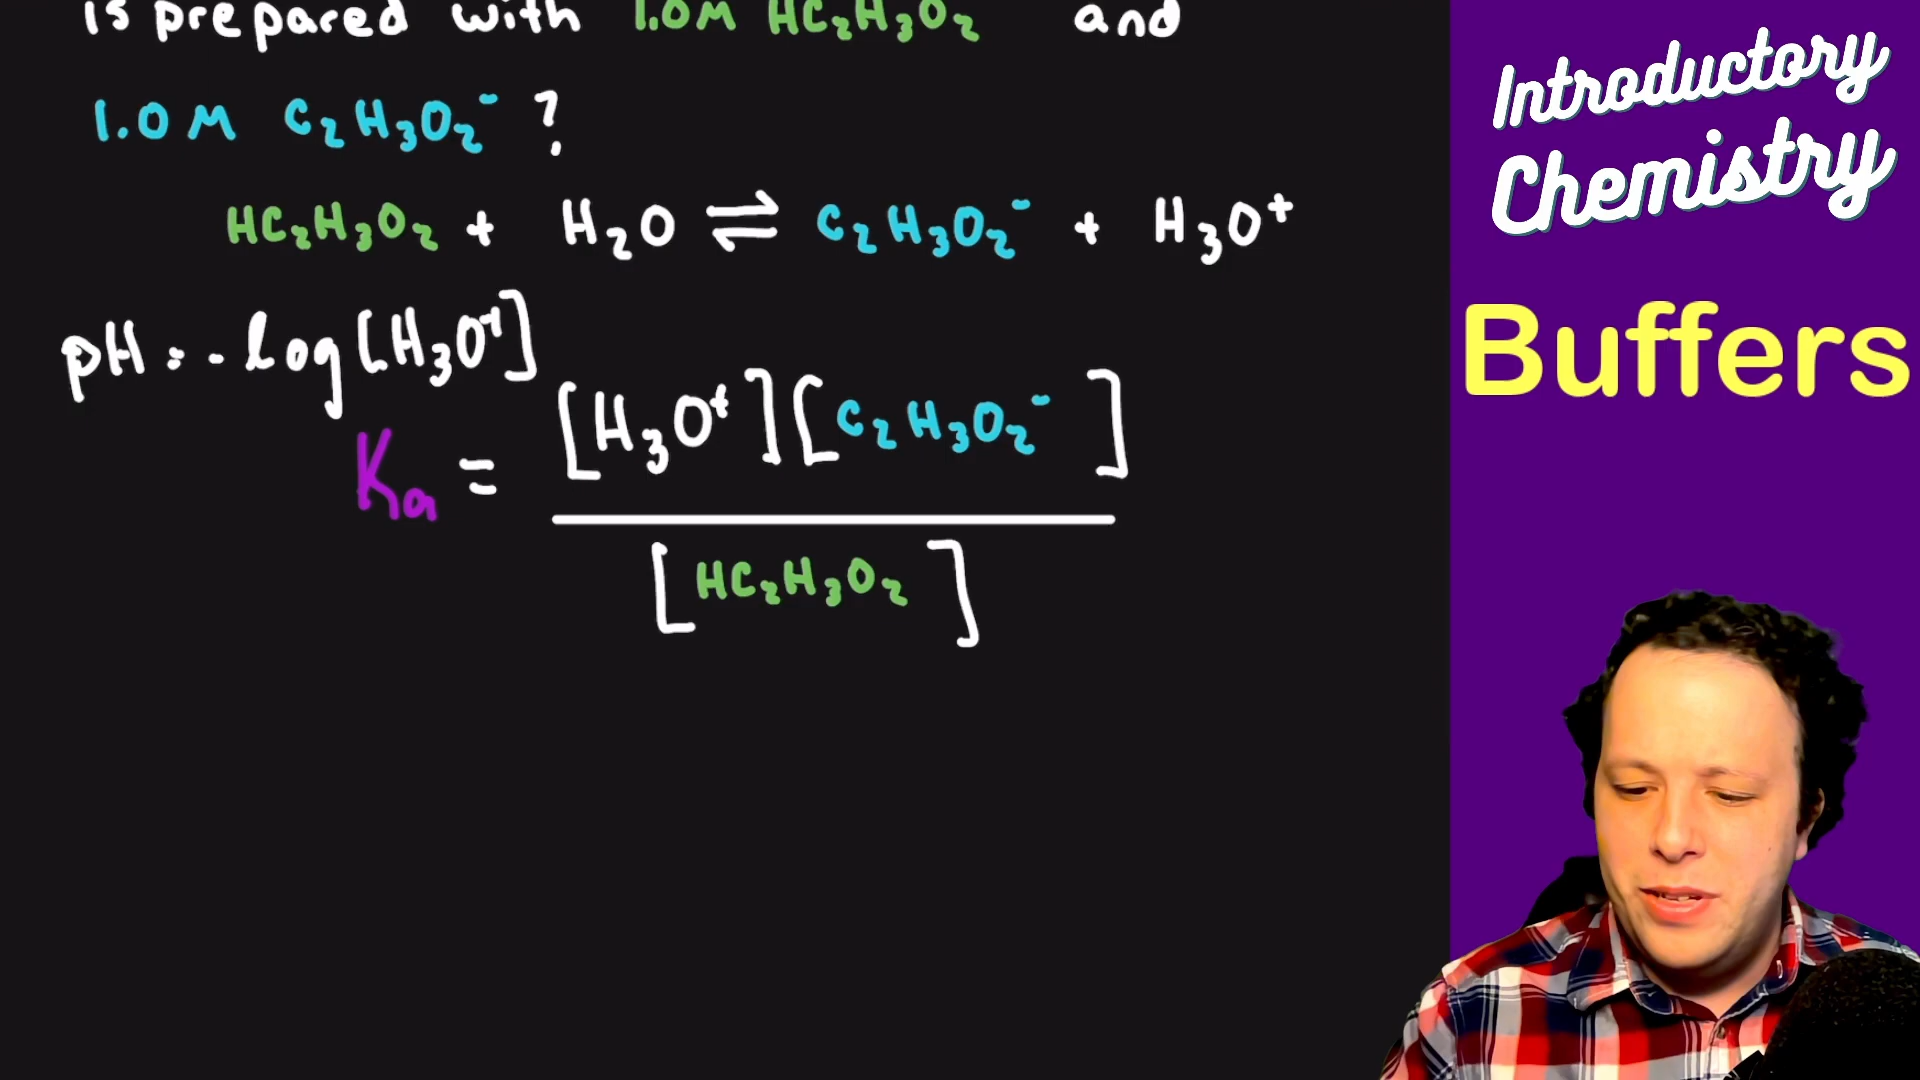 is prepared with 1.0M HC₂H₃O₂ and
1.0 M C₂H₃O₂⁻ ?
HC₂H₃O₂ + H₂O ⇌ C₂H₃O₂⁻ + H₃O⁺
pH = - log[H₃O⁺]
[H₃O⁺][C₂H₃O₂⁻]
Ka =
[HC₂H₃O₂]
Introductory
Chemistry
Buffers